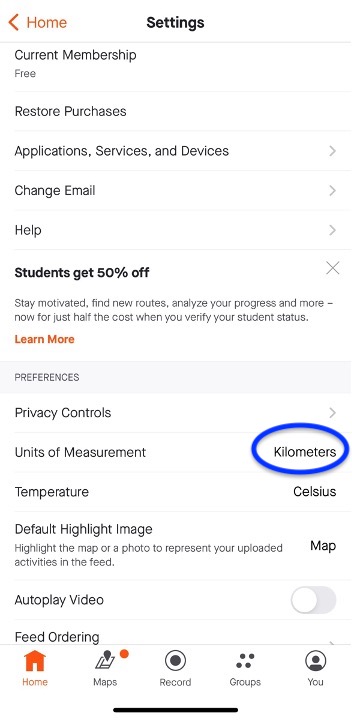 Home
Settings
Current Membership
Free
Restore Purchases
Applications, Services, and Devices
Change Email
Help
Students get 50% off
Stay motivated, find new routes, analyze your progress and more –
now for just half the cost when you verify your student status.
Learn More
PREFERENCES
Privacy Controls
Units of Measurement Kilometers
Temperature Celsius
Default Highlight Image
Highlight the map or a photo to represent your uploaded
activities in the feed.
Map
Autoplay Video
Feed Ordering
Home Maps Record Groups You